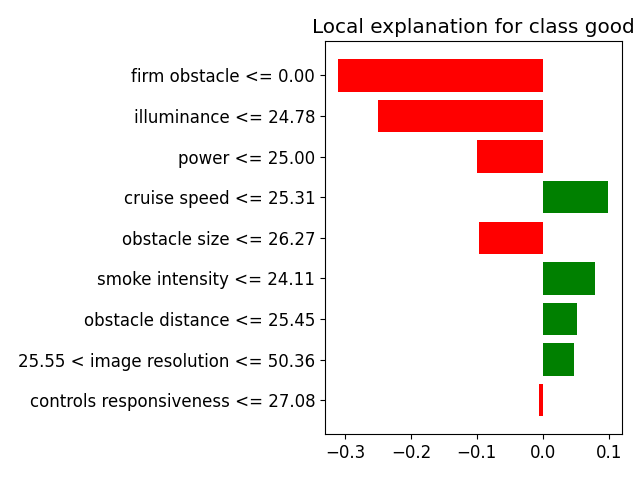 Local explanation for class good
firm obstacle <= 0.00
illuminance <= 24.78
power <= 25.00
cruise speed <= 25.31
obstacle size <= 26.27
smoke intensity <= 24.11
obstacle distance <= 25.45
25.55 < image resolution <= 50.36
controls responsiveness <= 27.08
−0.3 −0.2 −0.1 0.0 0.1